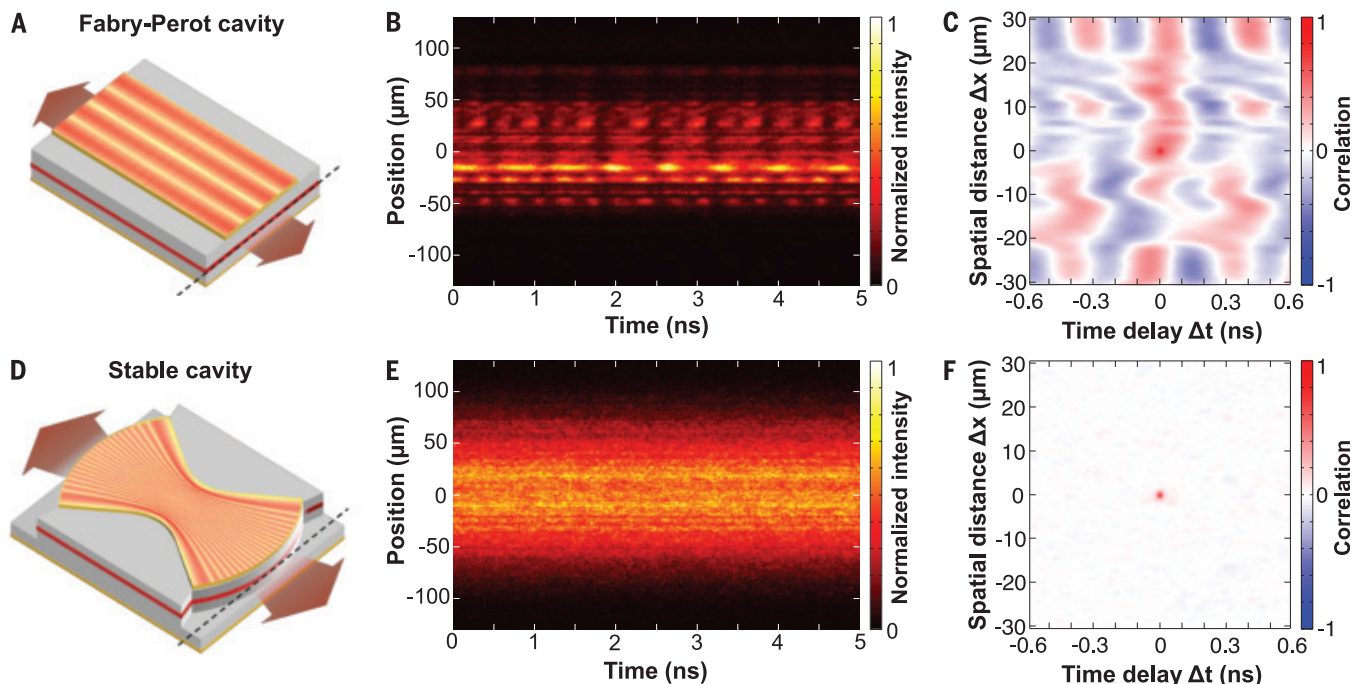 A
Fabry-Perot cavity
B
100
50
0
-50
-100
Position (µm)
0
1
2
3
4
5
Time (ns)
1
0
Normalized intensity
C
30
20
10
0
-10
-20
-30
Spatial distance Δx (µm)
-0.6
-0.3
0
0.3
0.6
Time delay Δt (ns)
1
0
-1
Correlation
D
Stable cavity
E
100
50
0
-50
-100
Position (µm)
0
1
2
3
4
5
Time (ns)
1
0
Normalized intensity
F
30
20
10
0
-10
-20
-30
Spatial distance Δx (µm)
-0.6
-0.3
0
0.3
0.6
Time delay Δt (ns)
1
0
-1
Correlation